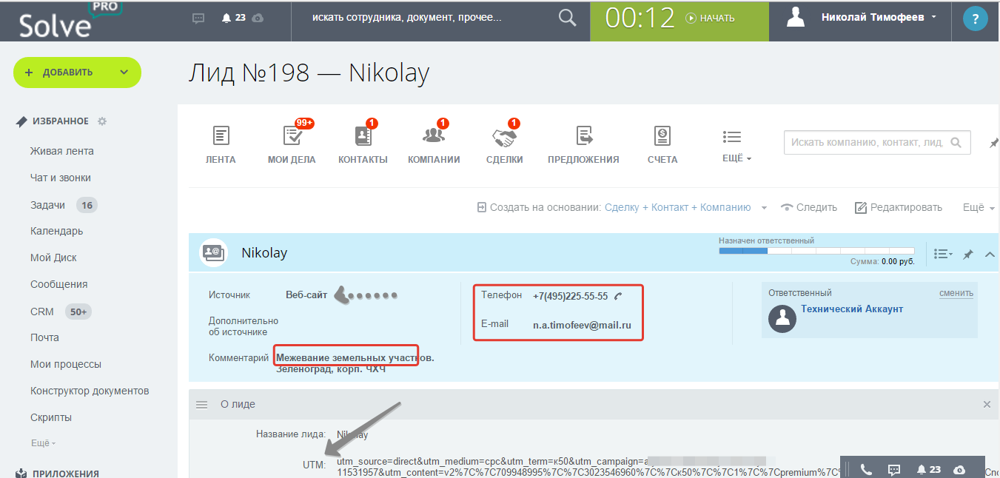 Solve PRO
23
искать сотрудника, документ, прочее...
00:12
НАЧАТЬ
Николай Тимофеев
?
+ ДОБАВИТЬ
Лид №198 — Nikolay
ИЗБРАННОЕ
Живая лента
Чат и звонки
Задачи 16
Календарь
Мой Диск
Сообщения
CRM 50+
Почта
Мои процессы
Конструктор документов
Скрипты
Ещё
ПРИЛОЖЕНИЯ
ЛЕНТА
99+
МОИ ДЕЛА
1
КОНТАКТЫ
1
КОМПАНИИ
1
СДЕЛКИ
ПРЕДЛОЖЕНИЯ
СЧЕТА
ЕЩЁ
Искать компанию, контакт, лид,
Создать на основании: Сделку + Контакт + Компанию
Следить
Редактировать
Ещё
Nikolay
Назначен ответственный
Сумма: 0.00 руб.
Источник Веб-сайт
Дополнительно
об источнике
Комментарий Межевание земельных участков.
Зеленоград, корп. ЧХЧ
Телефон +7(495)225-55-55
E-mail n.a.timofeev@mail.ru
Ответственный сменить
Технический Аккаунт
О лиде
Название лида: Nikolay
UTM: utm_source=direct&utm_medium=cpc&utm_term=к50&utm_campaign=a
11531957&utm_content=v2%7C%7C709948995%7C%7C3023546960%7C%7Cк50%7C%7C1%7C%7Cpremium%7C%
23